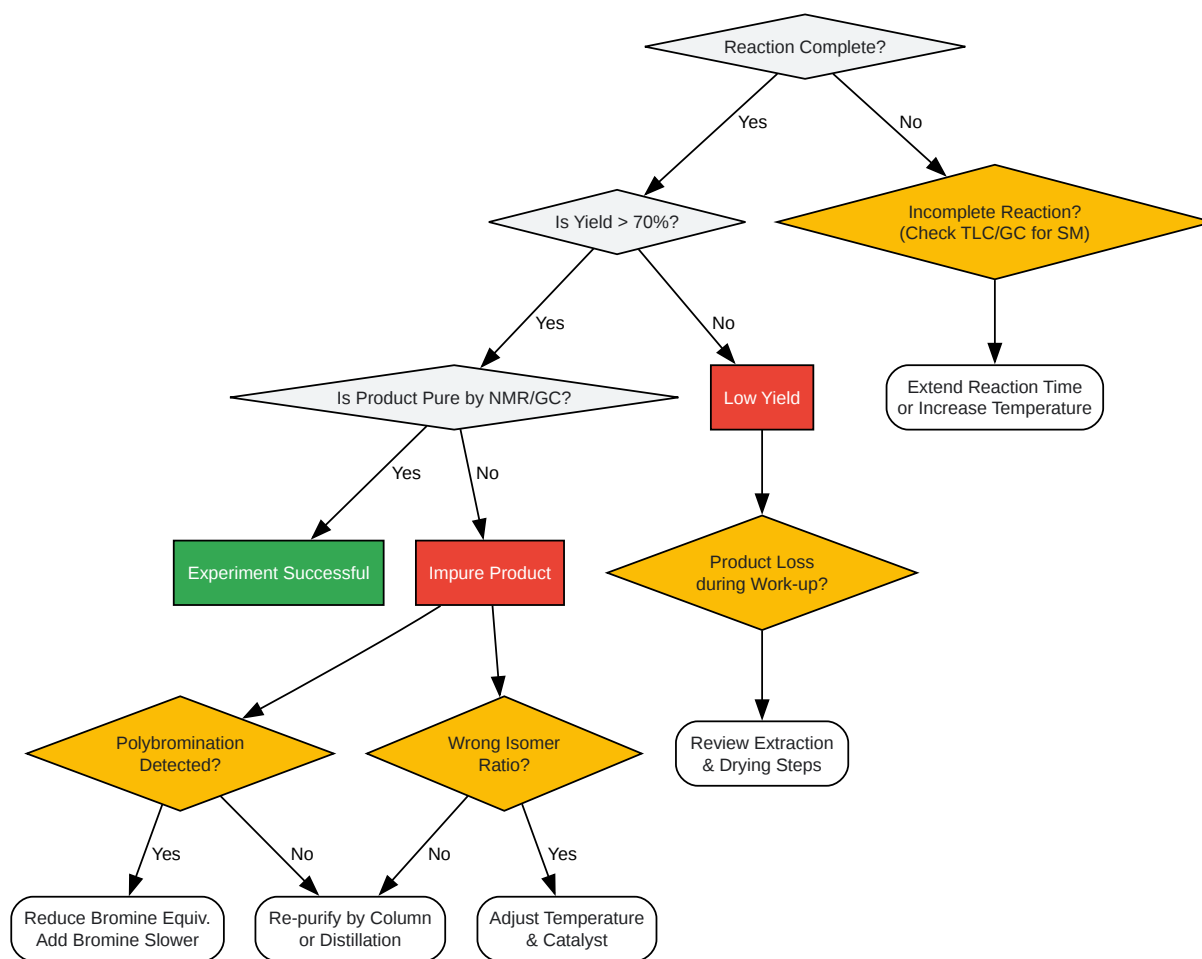 Reaction Complete?
Yes
No
Is Yield > 70%?
Incomplete Reaction?
(Check TLC/GC for SM)
Yes
No
Is Product Pure by NMR/GC?
Low Yield
Extend Reaction Time
or Increase Temperature
Yes
No
Experiment Successful
Impure Product
Product Loss
during Work-up?
Polybromination
Detected?
Wrong Isomer
Ratio?
Review Extraction
& Drying Steps
Yes
No
No
Yes
Reduce Bromine Equiv.
Add Bromine Slower
Re-purify by Column
or Distillation
Adjust Temperature
& Catalyst